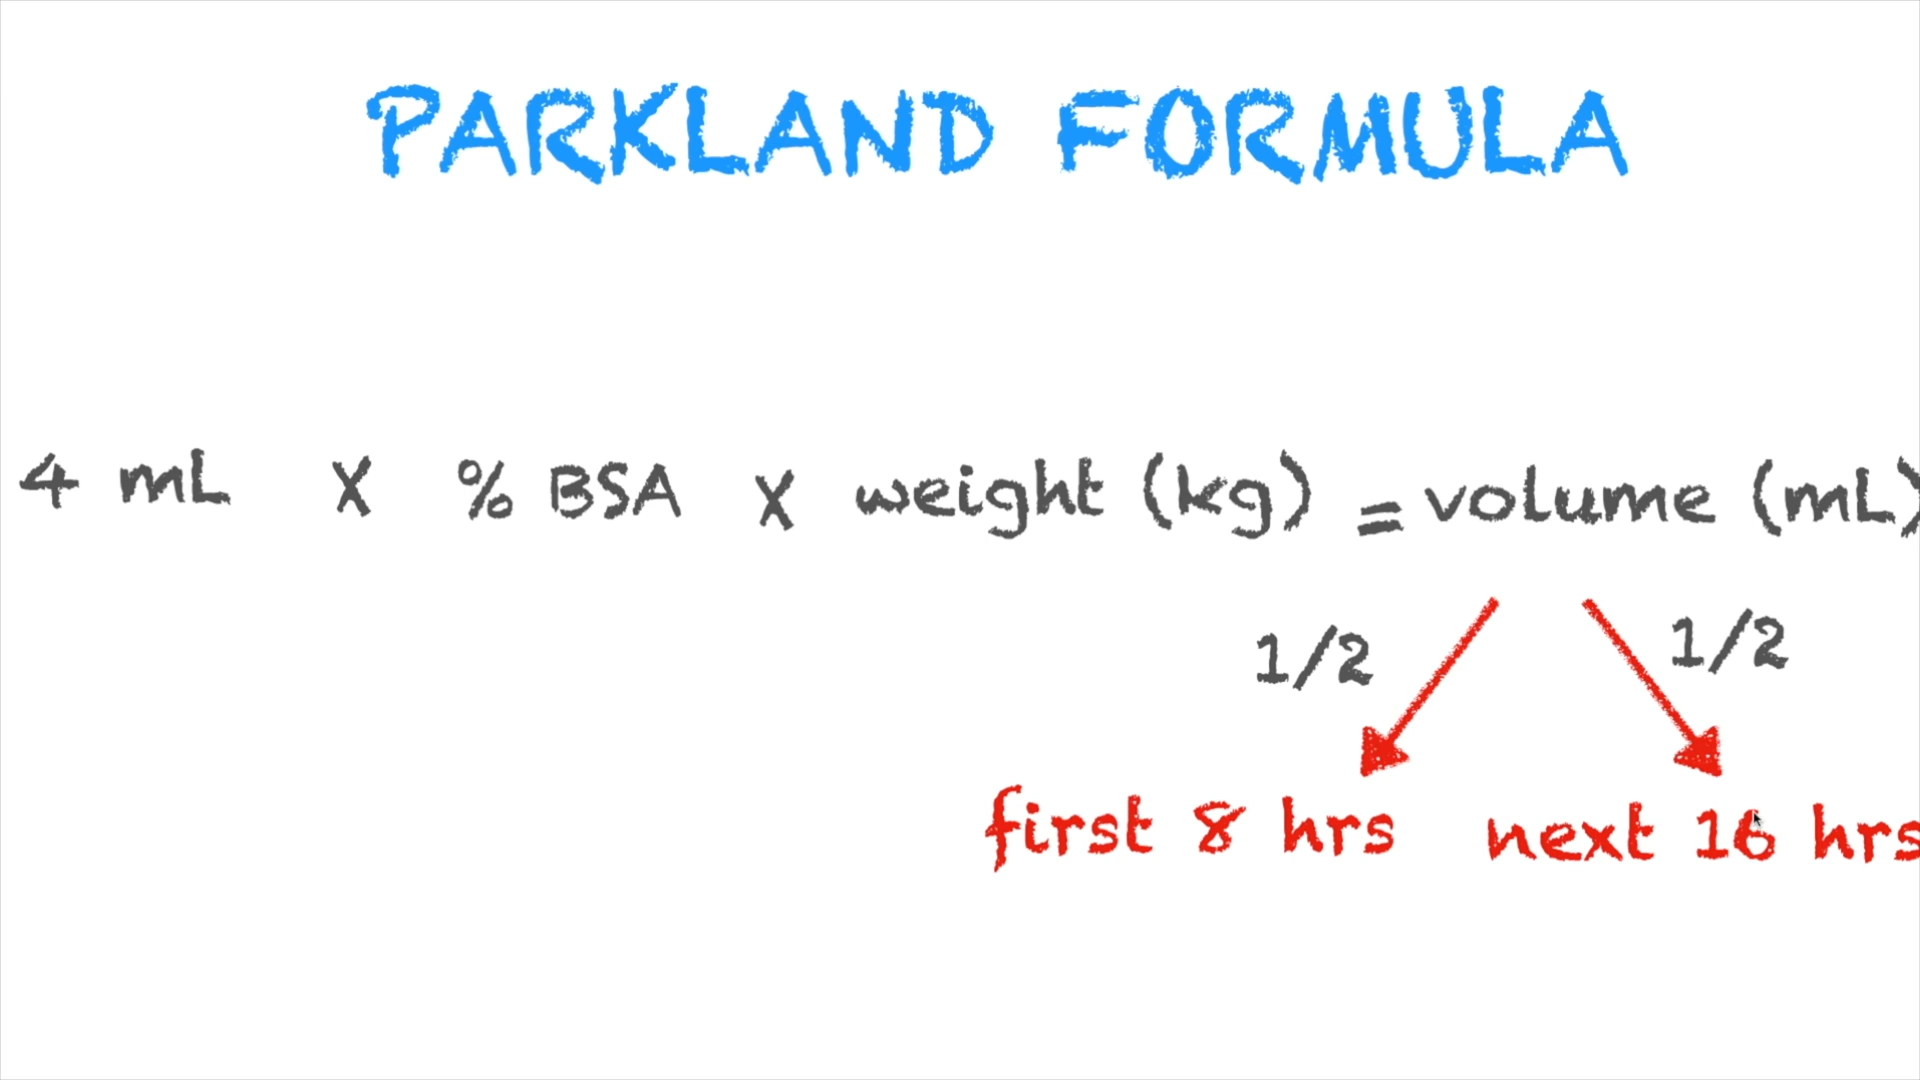 PARKLAND FORMULA
4 mL X % BSA X weight (kg) = volume (mL)
1/2 1/2
first 8 hrs next 16 hrs